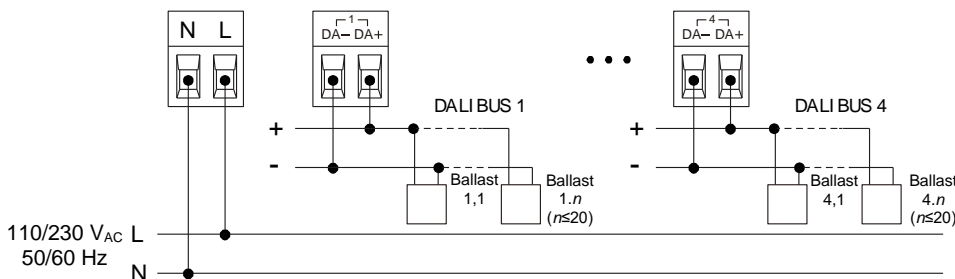 N L
1
DA− DA+
4
DA− DA+
DALI BUS 1
DALI BUS 4
+
+
-
-
Ballast
1,1
Ballast
1.n
(n≤20)
Ballast
4,1
Ballast
4.n
(n≤20)
110/230 VAC L
50/60 Hz
N